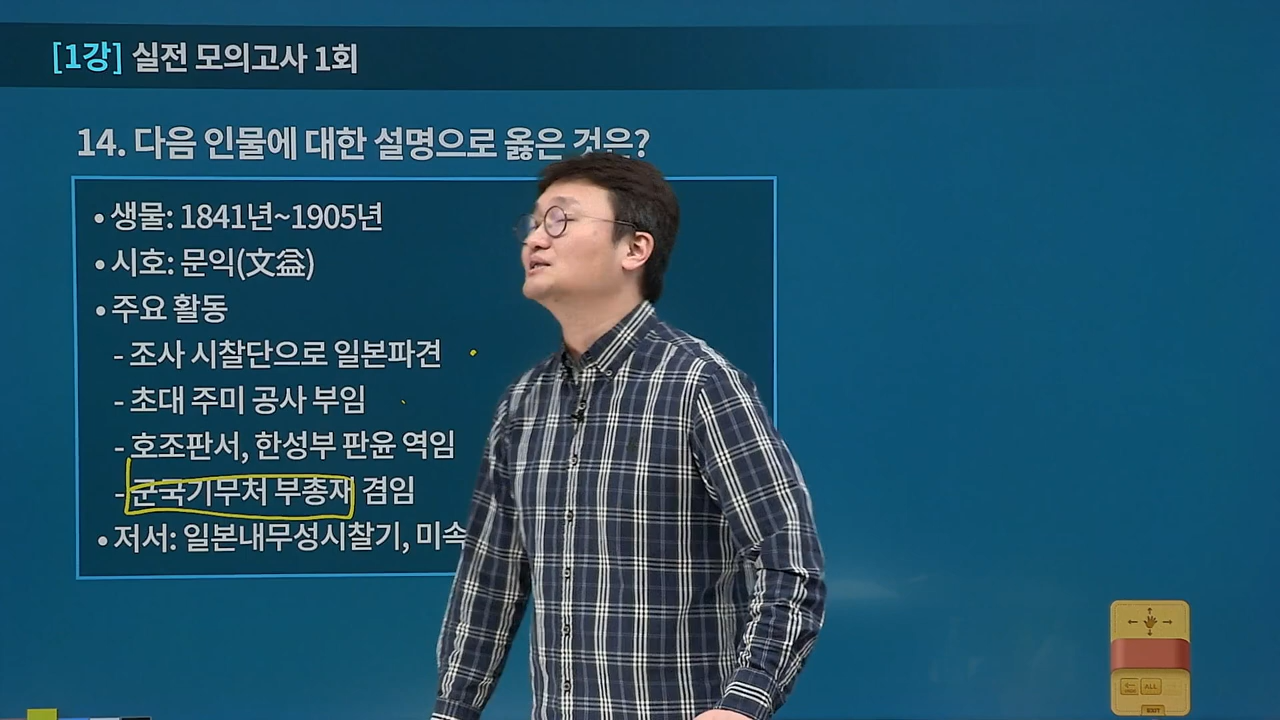 [1강] 실전 모의고사 1회
14. 다음 인물에 대한 설명으로 옳은 것은?
• 생몰: 1841년~1905년
• 시호: 문익(文益)
• 주요 활동
- 조사 시찰단으로 일본파견
- 초대 주미 공사 부임
- 호조판서, 한성부 판윤 역임
- 군국기무처 부총재 겸임
• 저서: 일본내무성시찰기, 미속
ALL
EXIT